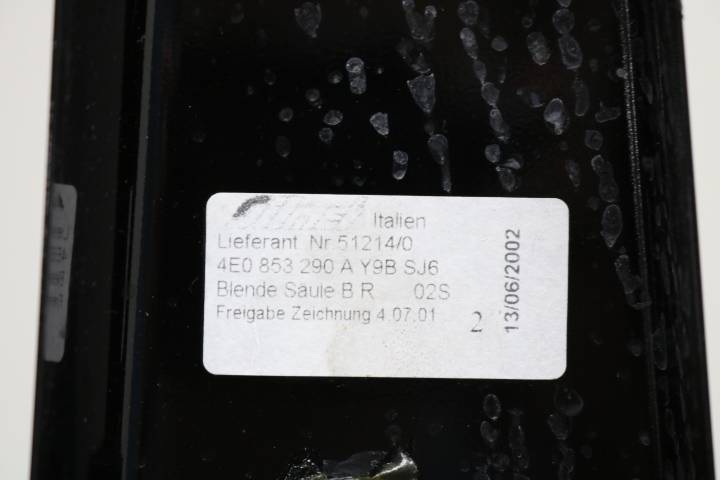 Italien
Lieferant Nr.51214/0
4E0 853 290 A Y9B SJ6
Blende Säule B R 02S
Freigabe Zeichnung 4.07.01 2
13/06/2002